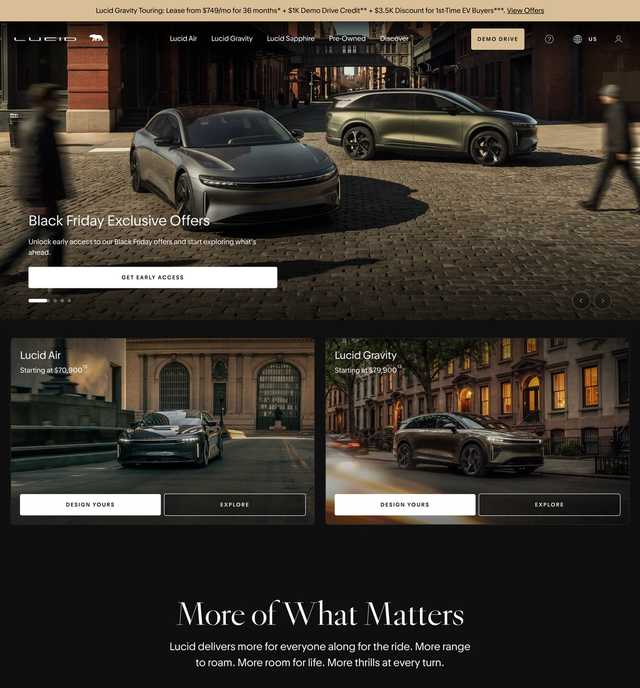 Lucid Gravity Touring: Lease from $749/mo for 36 months* + $1K Demo Drive Credit** + $3.5K Discount for 1st-Time EV Buyers***. View Offers
LUCID Lucid Air Lucid Gravity Lucid Sapphire Pre-Owned Discover DEMO DRIVE US
Black Friday Exclusive Offers
Unlock early access to our Black Friday offers and start exploring what's
ahead.
GET EARLY ACCESS
Lucid Air
Starting at $70,900
DESIGN YOURS EXPLORE
Lucid Gravity
Starting at $79,900
DESIGN YOURS EXPLORE
More of What Matters
Lucid delivers more for everyone along for the ride. More range
to roam. More room for life. More thrills at every turn.